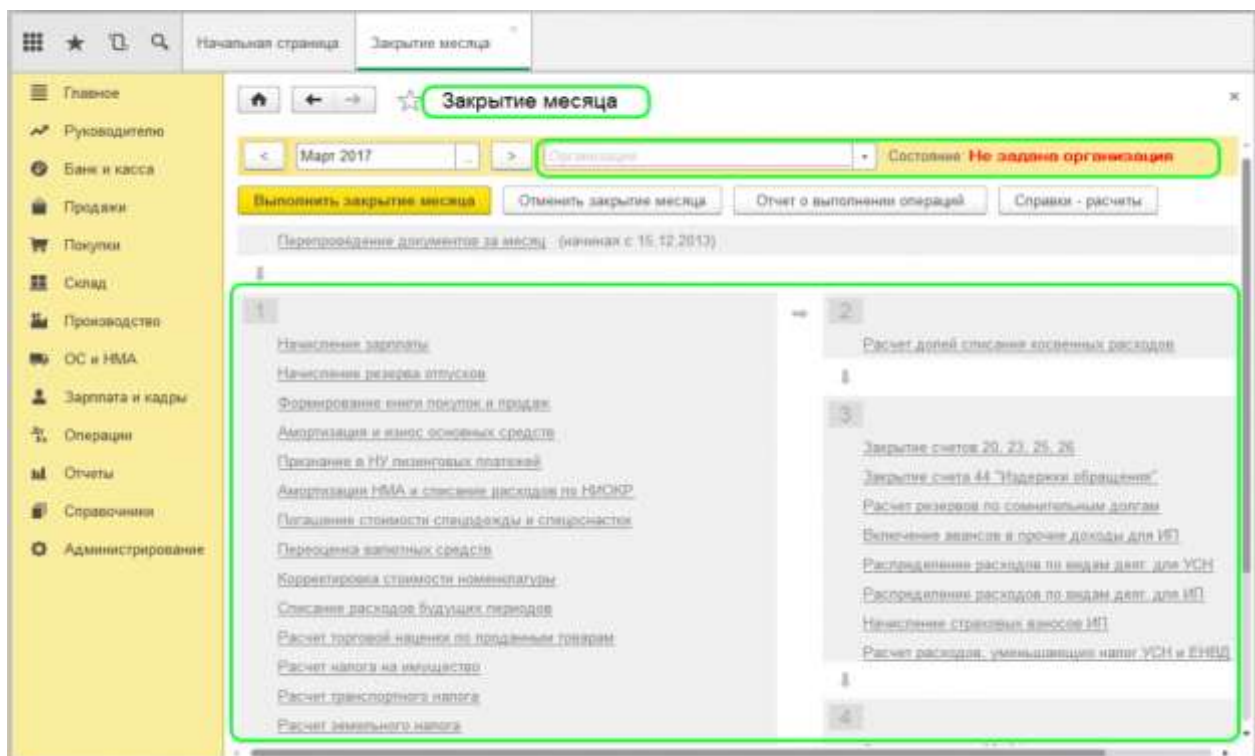 Начальная страница
Закрытие месяца
Главное
Руководителю
Банк и касса
Продажи
Покупки
Склад
Производство
ОС и НМА
Зарплата и кадры
Операции
Отчеты
Справочники
Администрирование
Закрытие месяца
< Март 2017 ... > Организация Состояние: Не задана организация
Выполнить закрытие месяца Отменить закрытие месяца Отчет о выполнении операций Справки - расчеты
Перепроведение документов за месяц (начиная с 15.12.2013)
1
Начисление зарплаты
Начисление резерва отпусков
Формирование книги покупок и продаж
Амортизация и износ основных средств
Признание в НУ лизинговых платежей
Амортизация НМА и списание расходов по НИОКР
Погашение стоимости спецодежды и спецоснастки
Переоценка валютных средств
Корректировка стоимости номенклатуры
Списание расходов будущих периодов
Расчет торговой наценки по проданным товарам
Расчет налога на имущество
Расчет транспортного налога
Расчет земельного налога
2
Расчет долей списания косвенных расходов
3
Закрытие счетов 20, 23, 25, 26
Закрытие счета 44 "Издержки обращения"
Расчет резервов по сомнительным долгам
Включение авансов в прочие доходы для ИП
Распределение расходов по видам деят. для УСН
Распределение расходов по видам деят. для ИП
Начисление страховых взносов ИП
Расчет расходов, уменьшающих налог УСН и ЕНВД
4